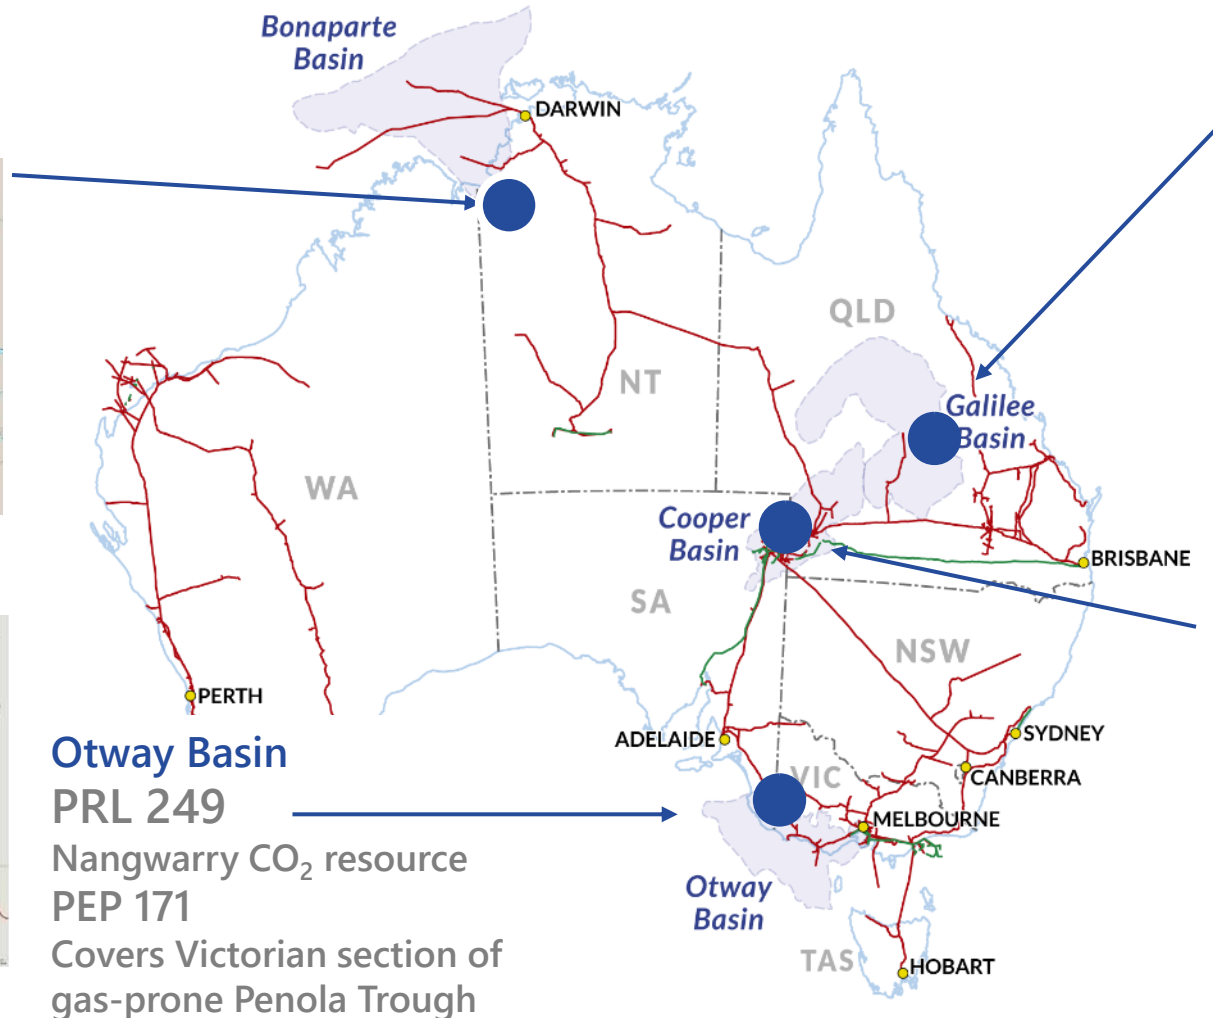 Bonaparte
Basin
DARWIN
QLD
NT
Galilee
Basin
WA
Cooper
Basin
BRISBANE
SA
NSW
PERTH
Otway Basin
ADELAIDE
SYDNEY
VIC
CANBERRA
PRL 249
MELBOURNE
Nangwarry CO₂ resource
PEP 171
Otway
Basin
Covers Victorian section of
gas-prone Penola Trough
TAS
HOBART